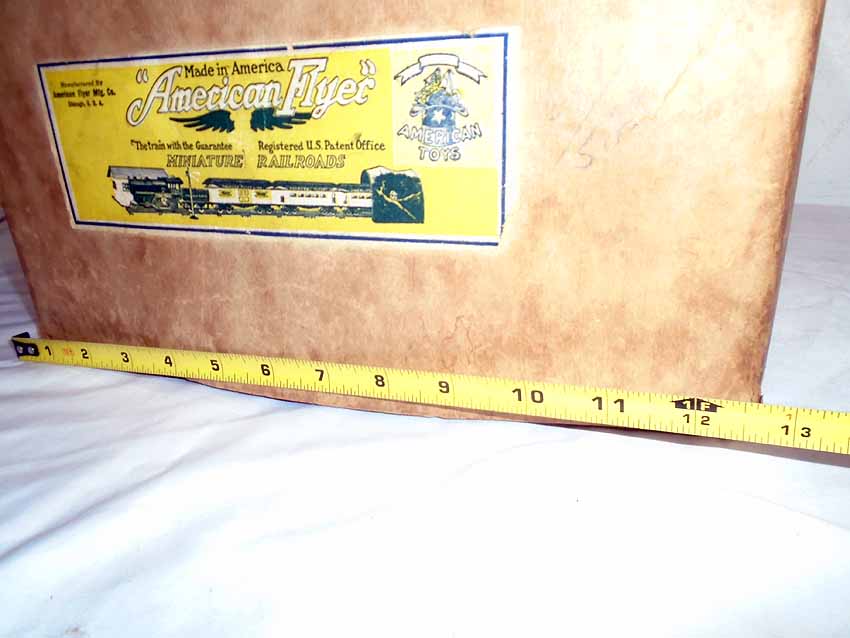 Made in America
"American Flyer"
Manufactured By
American Flyer Mfg. Co.
Chicago, U. S. A.
"The train with the Guarantee
Registered U.S. Patent Office
MINIATURE RAILROADS
AMERICAN
TOYS
1 2 3 4 5 6 7 8 9 10 11 1F 12 13